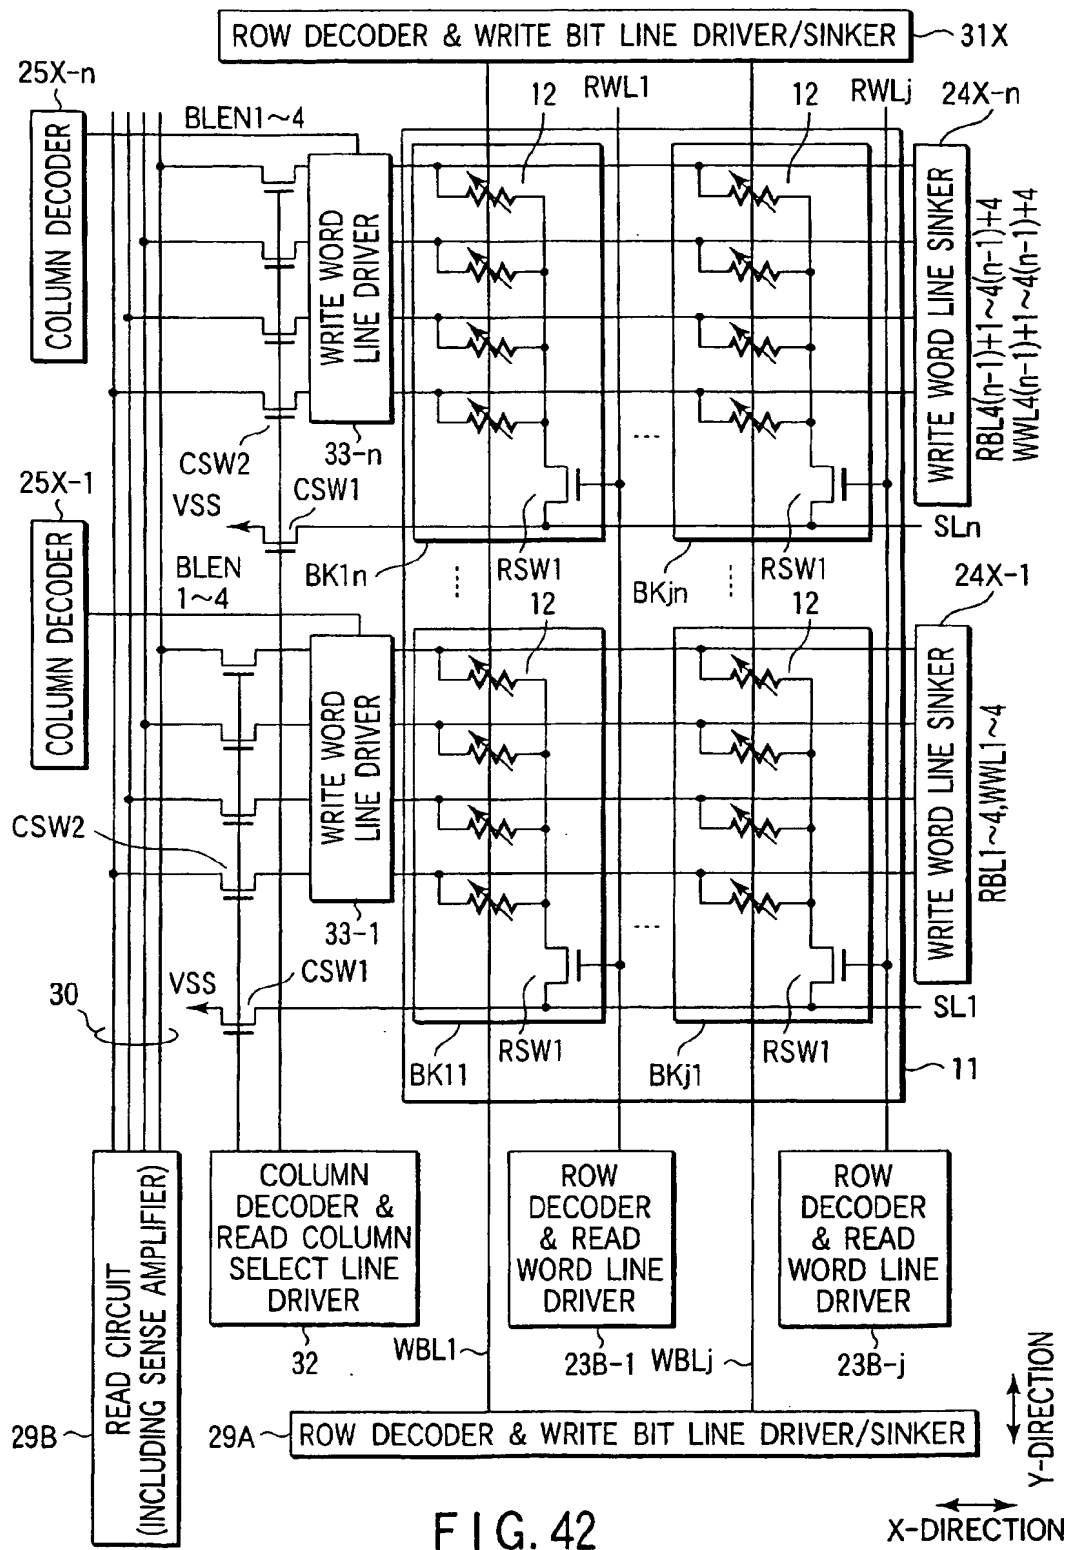 ROW DECODER & WRITE BIT LINE DRIVER/SINKER
31X
25X-n
RWL1
RWLj
24X-n
12
12
BLEN1~4
COLUMN DECODER
WRITE WORD
LINE DRIVER
WRITE WORD LINE SINKER
RBL4(n-1)+1~4(n-1)+4
WWL4(n-1)+1~4(n-1)+4
CSW2
33-n
...
...
25X-1
VSS
CSW1
SLn
BLEN
1~4
BK1n
RSW1
BKjn
RSW1
24X-1
12
12
COLUMN DECODER
WRITE WORD
LINE DRIVER
WRITE WORD LINE SINKER
RBL1~4,WWL1~4
CSW2
33-1
...
...
30
VSS
CSW1
SL1
RSW1
RSW1
BK11
BKj1
11
READ CIRCUIT
(INCLUDING SENSE AMPLIFIER)
COLUMN
DECODER &
READ COLUMN
SELECT LINE
DRIVER
ROW
DECODER
& READ
WORD LINE
DRIVER
ROW
DECODER
& READ
WORD LINE
DRIVER
32
WBL1
23B-1
WBLj
23B-j
29B
29A
ROW DECODER & WRITE BIT LINE DRIVER/SINKER
Y-DIRECTION
X-DIRECTION
FIG. 42